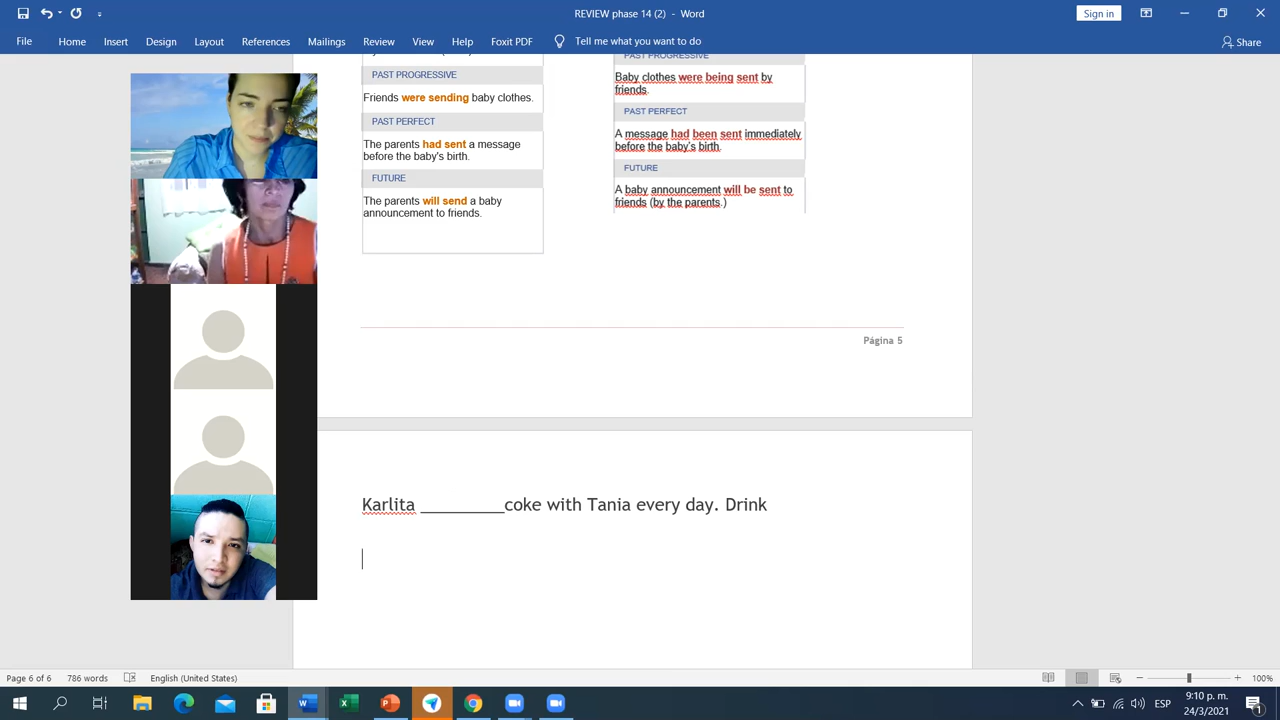 REVIEW phase 14 (2) - Word
Sign in
File Home Insert Design Layout References Mailings Review View Help Foxit PDF Tell me what you want to do Share
PAST PROGRESSIVE
Friends were sending baby clothes.
PAST PERFECT
The parents had sent a message
before the baby's birth.
FUTURE
The parents will send a baby
announcement to friends.
PAST PROGRESSIVE
Baby clothes were being sent by
friends.
PAST PERFECT
A message had been sent immediately
before the baby's birth.
FUTURE
A baby announcement will be sent to
friends (by the parents.)
Página 5
Karlita _________coke with Tania every day. Drink
Page 6 of 6 786 words English (United States) 100%
ESP
9:10 p. m.
24/3/2021